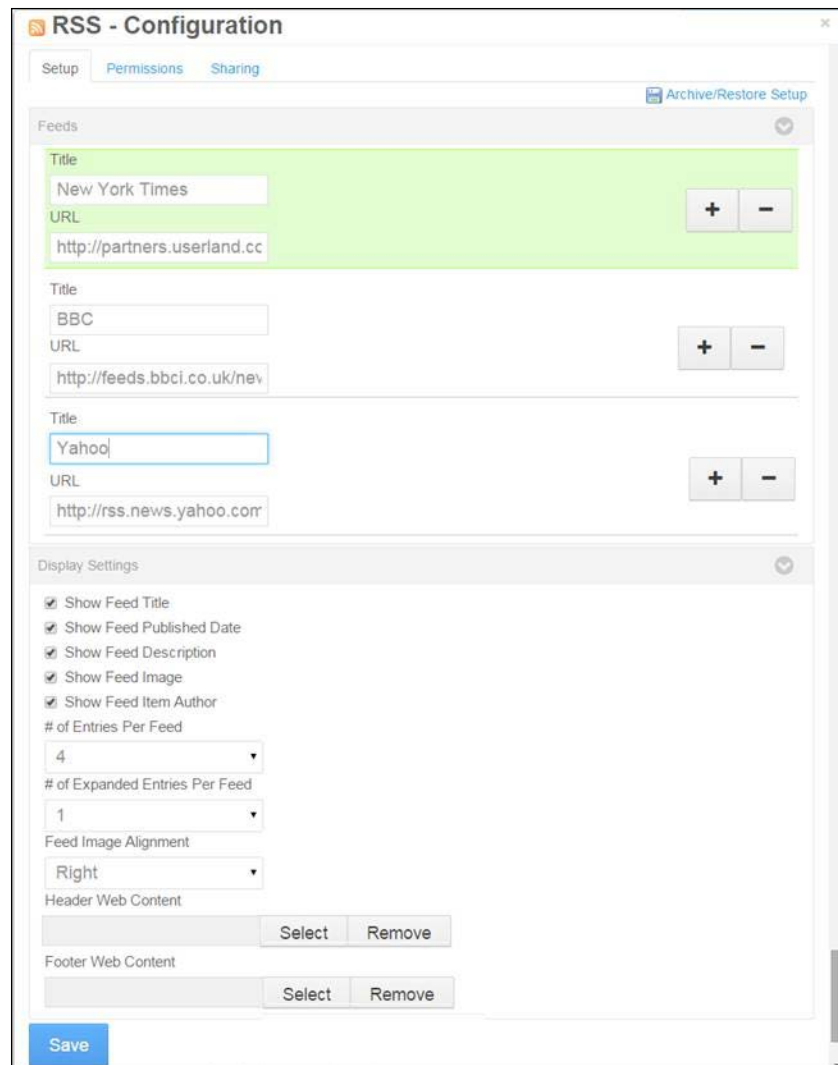 RSS - Configuration
Setup Permissions Sharing
Archive/Restore Setup
Feeds
Title
New York Times
URL
http://partners.userland.cc
Title
BBC
URL
http://feeds.bbci.co.uk/nev
Title
Yahoo
URL
http://rss.news.yahoo.com
Display Settings
Show Feed Title
Show Feed Published Date
Show Feed Description
Show Feed Image
Show Feed Item Author
# of Entries Per Feed
4
# of Expanded Entries Per Feed
1
Feed Image Alignment
Right
Header Web Content
Select Remove
Footer Web Content
Select Remove
Save